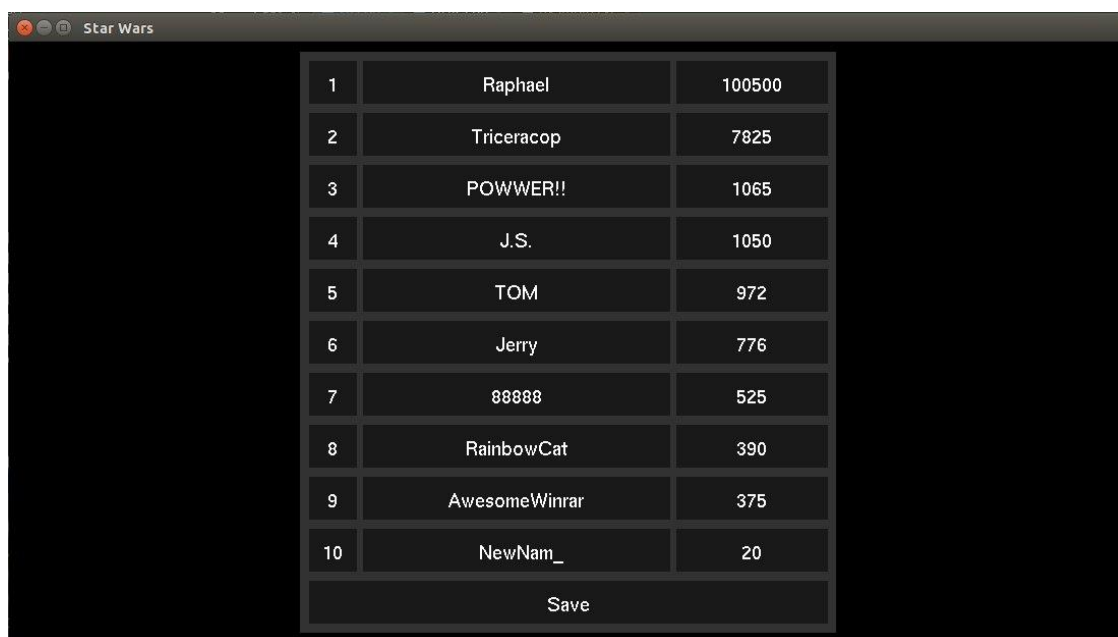 Star Wars
1 Raphael 100500
2 Triceracop 7825
3 POWWER!! 1065
4 J.S. 1050
5 TOM 972
6 Jerry 776
7 88888 525
8 RainbowCat 390
9 AwesomeWinrar 375
10 NewNam_ 20
Save